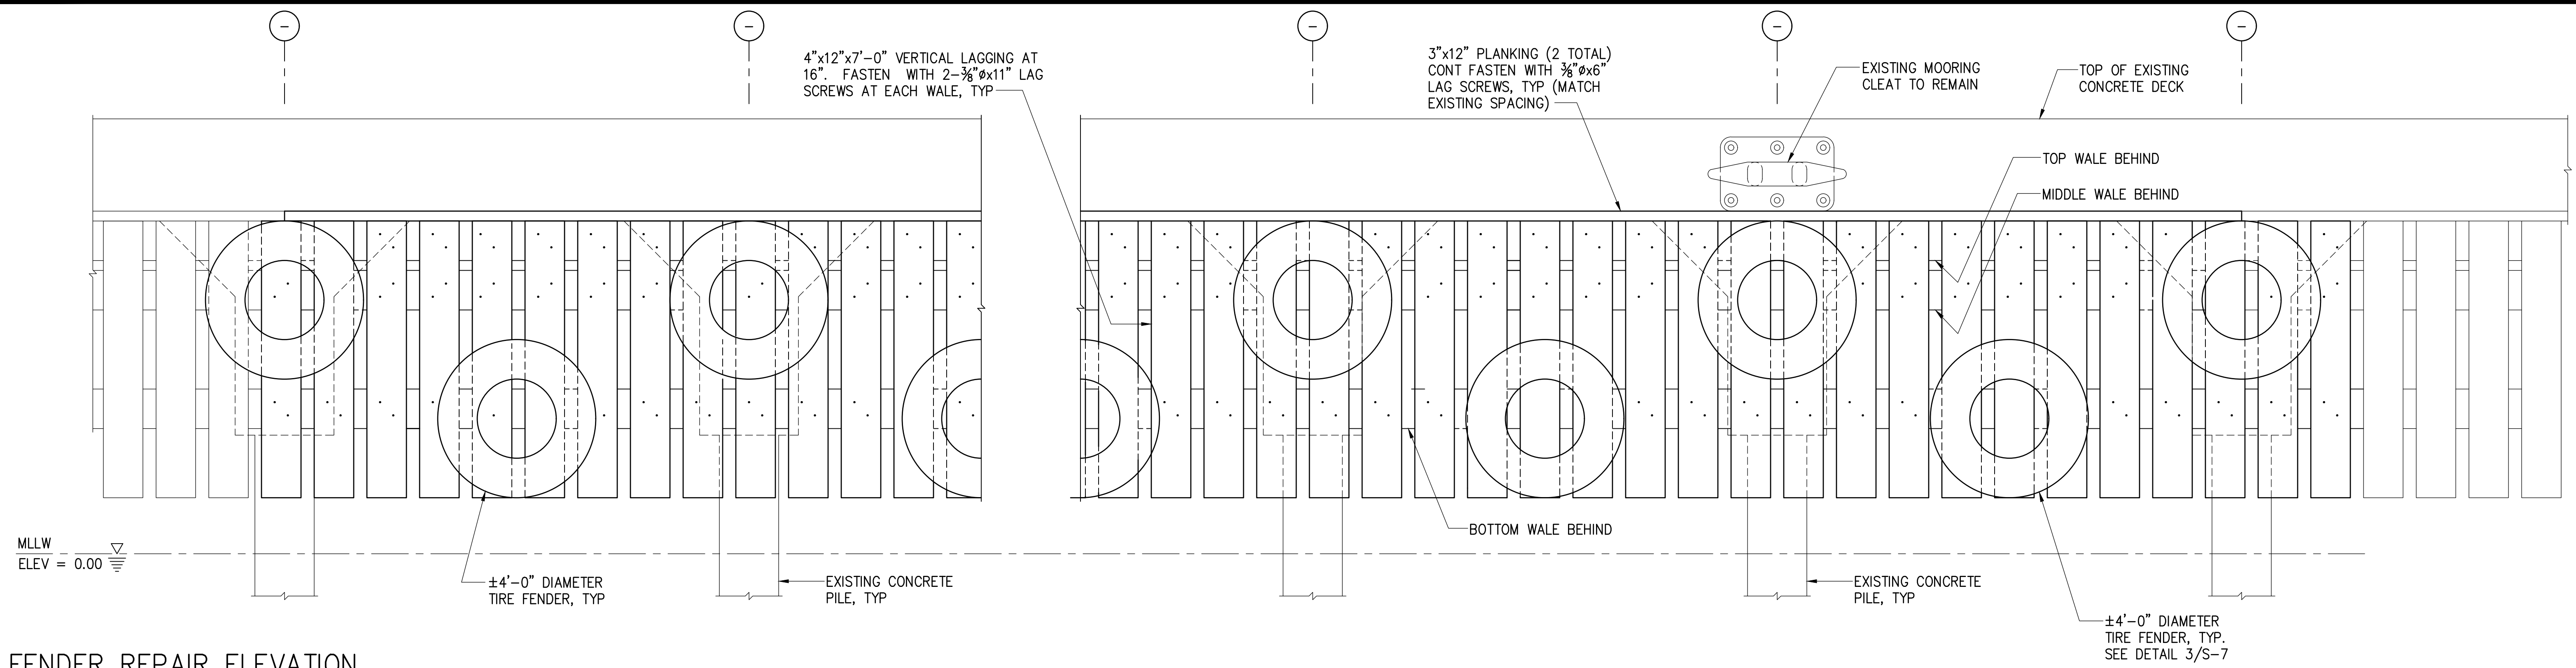 4"x12"x7'-0" VERTICAL LAGGING AT
16". FASTEN WITH 2-⅜"øx11" LAG
SCREWS AT EACH WALE, TYP
3"x12" PLANKING (2 TOTAL)
CONT FASTEN WITH ⅜"øx6"
LAG SCREWS, TYP (MATCH
EXISTING SPACING)
EXISTING MOORING
CLEAT TO REMAIN
TOP OF EXISTING
CONCRETE DECK
TOP WALE BEHIND
MIDDLE WALE BEHIND
BOTTOM WALE BEHIND
MLLW
ELEV = 0.00
±4'-0" DIAMETER
TIRE FENDER, TYP
EXISTING CONCRETE
PILE, TYP
EXISTING CONCRETE
PILE, TYP
±4'-0" DIAMETER
TIRE FENDER, TYP.
SEE DETAIL 3/S-7
FENDER REPAIR ELEVATION